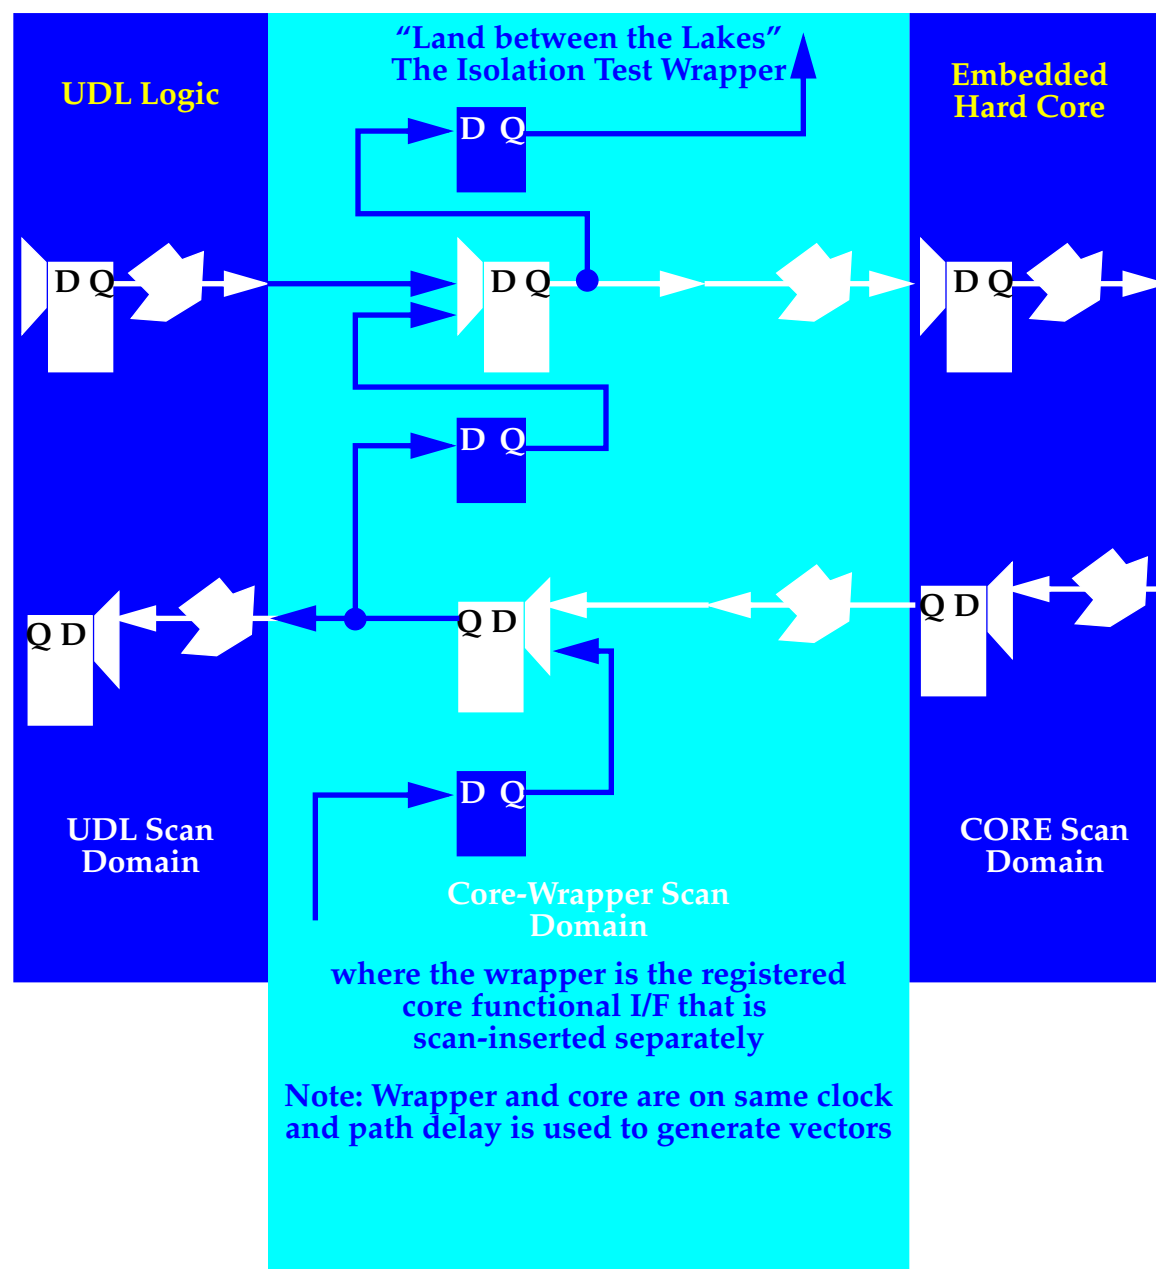 “Land between the Lakes”
The Isolation Test Wrapper
UDL Logic
Embedded
Hard Core
D Q
D Q
D Q
D Q
D Q
Q D
Q D
Q D
D Q
UDL Scan
Domain
CORE Scan
Domain
Core-Wrapper Scan
Domain
where the wrapper is the registered
core functional I/F that is
scan-inserted separately
Note: Wrapper and core are on same clock
and path delay is used to generate vectors